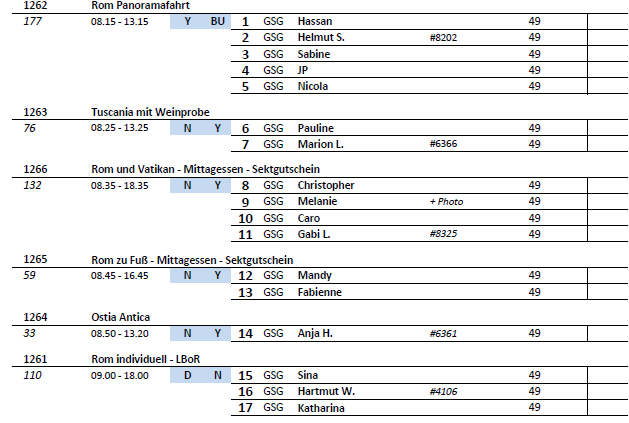 1262 Rom Panoramafahrt
177 08.15 - 13.15 Y BU 1 GSG Hassan 49
2 GSG Helmut S. #8202 49
3 GSG Sabine 49
4 GSG JP 49
5 GSG Nicola 49
1263 Tuscania mit Weinprobe
76 08.25 - 13.25 N Y 6 GSG Pauline 49
7 GSG Marion L. #6366 49
1266 Rom und Vatikan - Mittagessen - Sektgutschein
132 08.35 - 18.35 N Y 8 GSG Christopher 49
9 GSG Melanie + Photo 49
10 GSG Caro 49
11 GSG Gabi L. #8325 49
1265 Rom zu Fuß - Mittagessen - Sektgutschein
59 08.45 - 16.45 N Y 12 GSG Mandy 49
13 GSG Fabienne 49
1264 Ostia Antica
33 08.50 - 13.20 N Y 14 GSG Anja H. #6361 49
1261 Rom individuell - LBoR
110 09.00 - 18.00 D N 15 GSG Sina 49
16 GSG Hartmut W. #4106 49
17 GSG Katharina 49